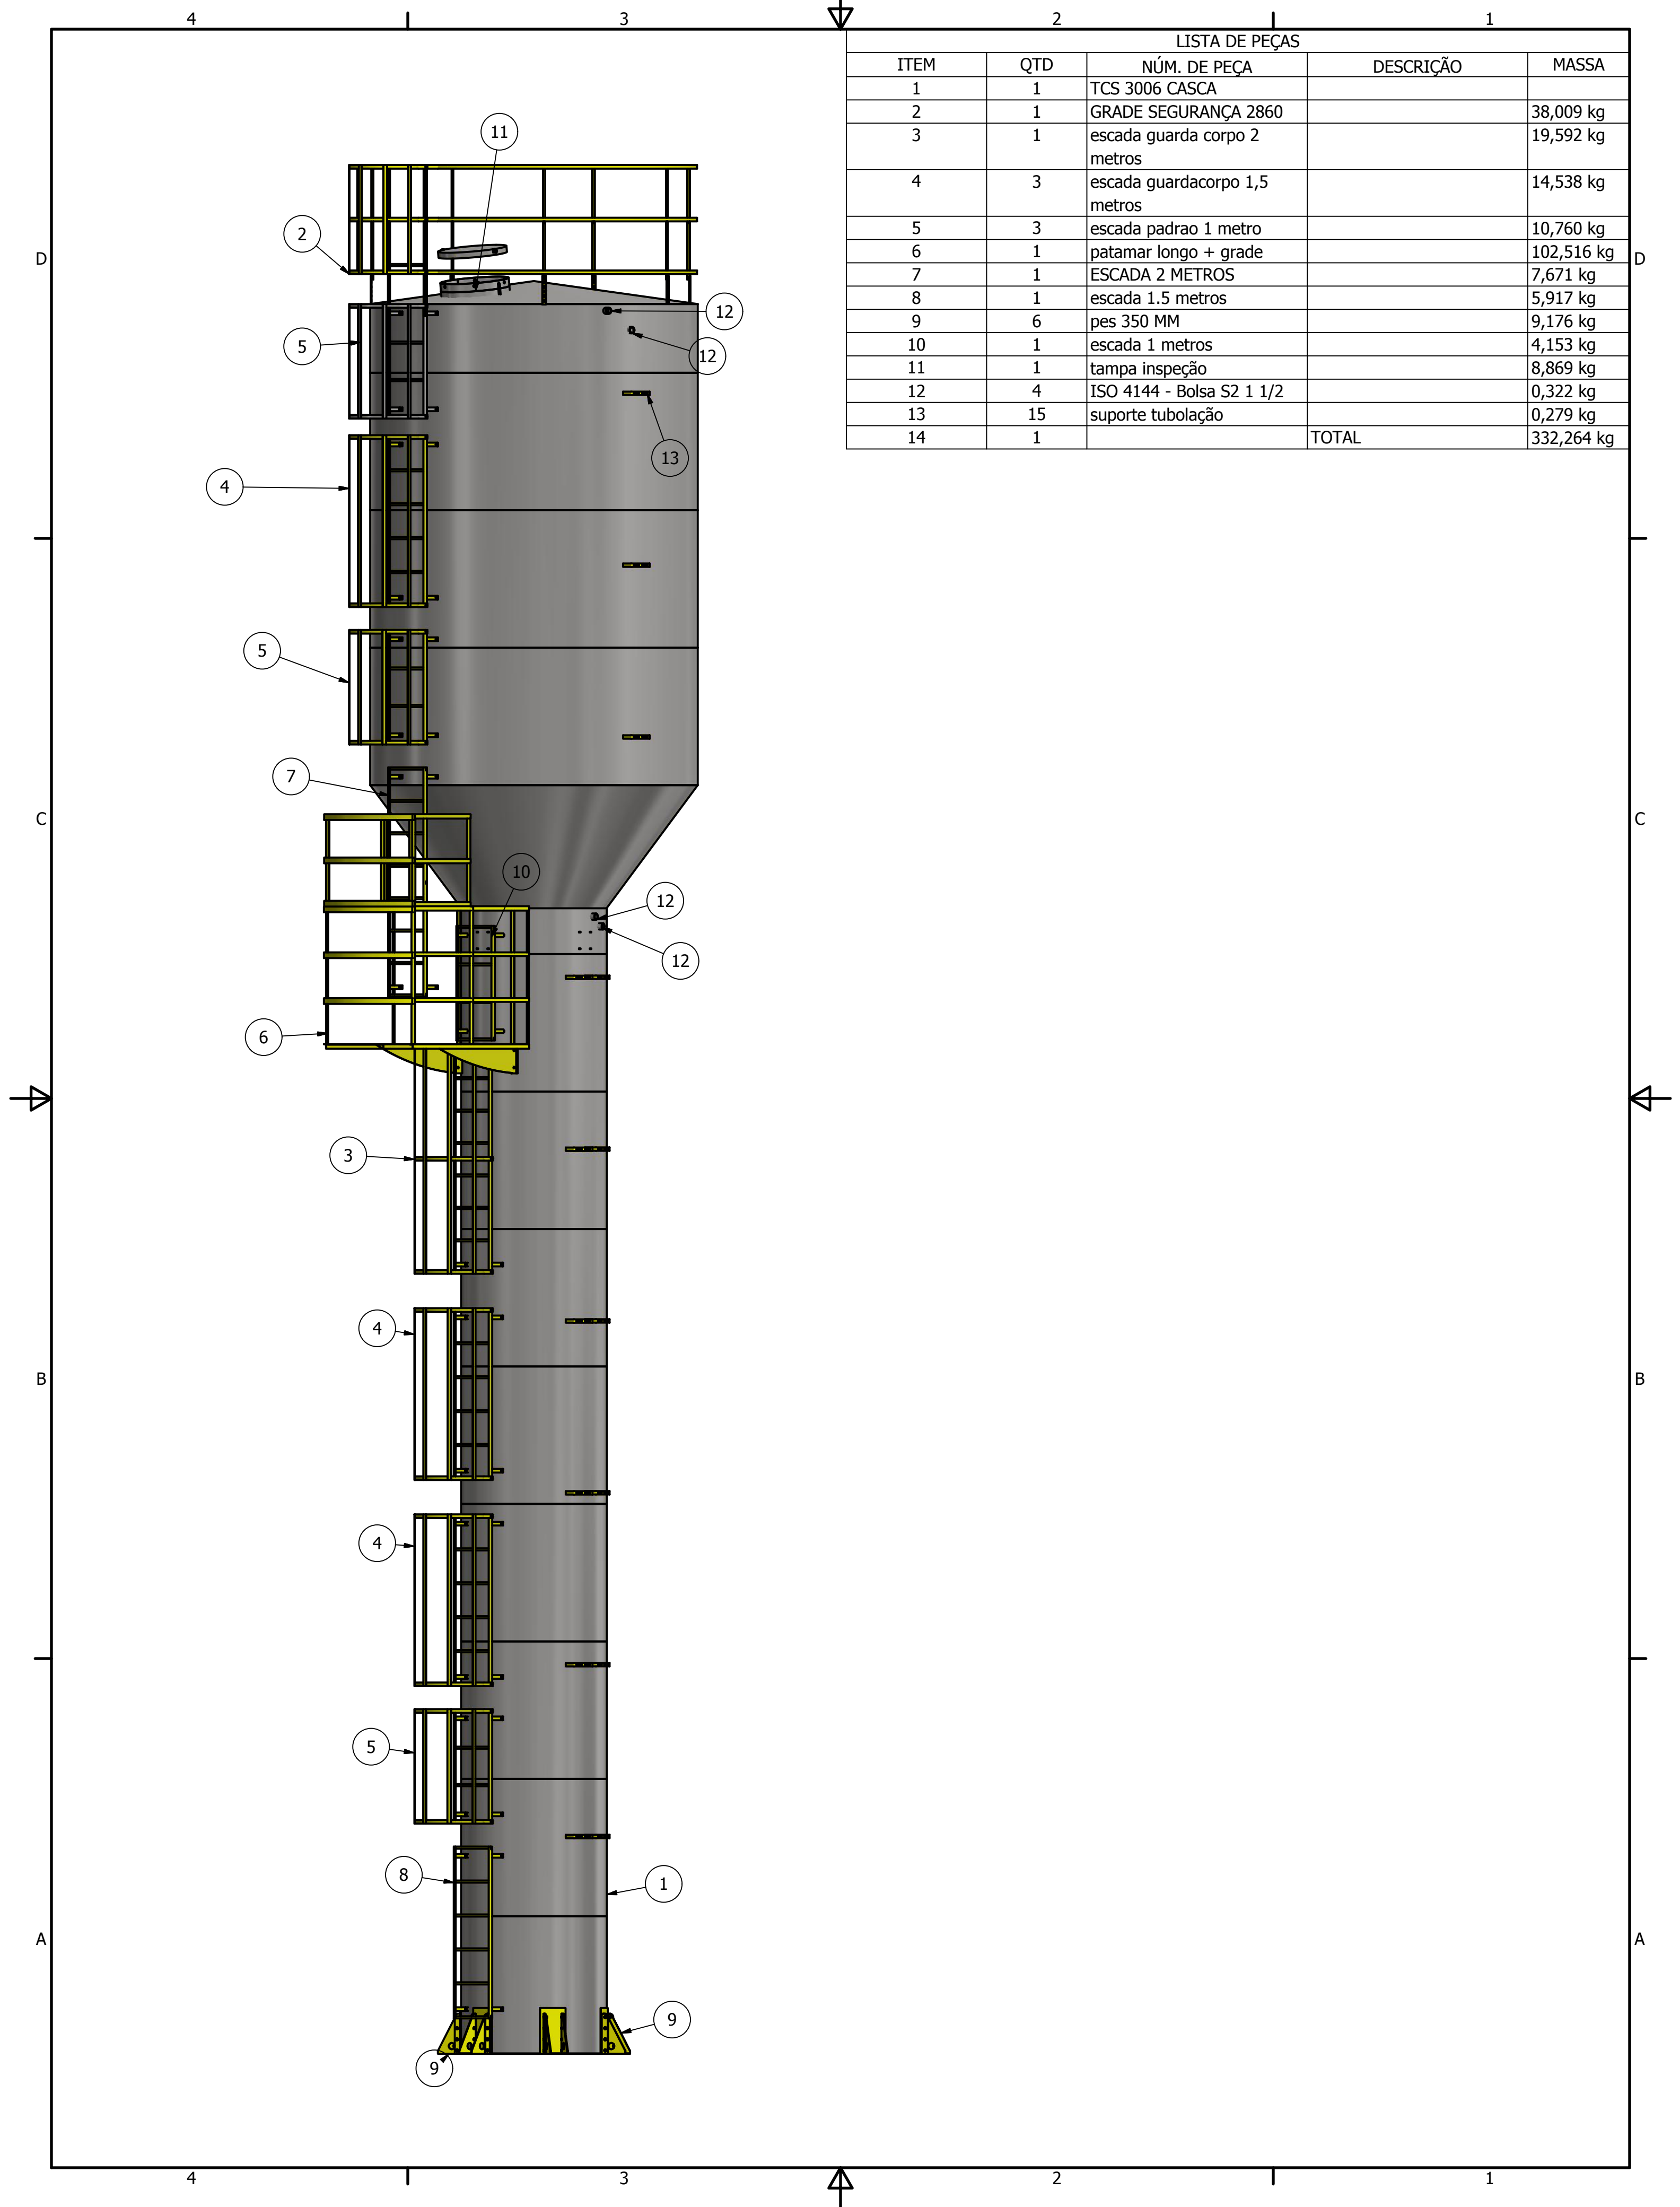 4 3 2 1
LISTA DE PEÇAS
ITEM QTD NÚM. DE PEÇA DESCRIÇÃO MASSA
1 1 TCS 3006 CASCA
2 1 GRADE SEGURANÇA 2860 38,009 kg
3 1 escada guarda corpo 2 19,592 kg
metros
4 3 escada guardacorpo 1,5 14,538 kg
metros
5 3 escada padrao 1 metro 10,760 kg
6 1 patamar longo + grade 102,516 kg
7 1 ESCADA 2 METROS 7,671 kg
8 1 escada 1.5 metros 5,917 kg
9 6 pes 350 MM 9,176 kg
10 1 escada 1 metros 4,153 kg
11 1 tampa inspeção 8,869 kg
12 4 ISO 4144 - Bolsa S2 1 1/2 0,322 kg
13 15 suporte tubolação 0,279 kg
14 1 TOTAL 332,264 kg
11
2
D D
12
5
12
13
4
5
7
C C
10
12
12
6
3
4
B B
4
5
8
1
A A
9
9
4 3 2 1